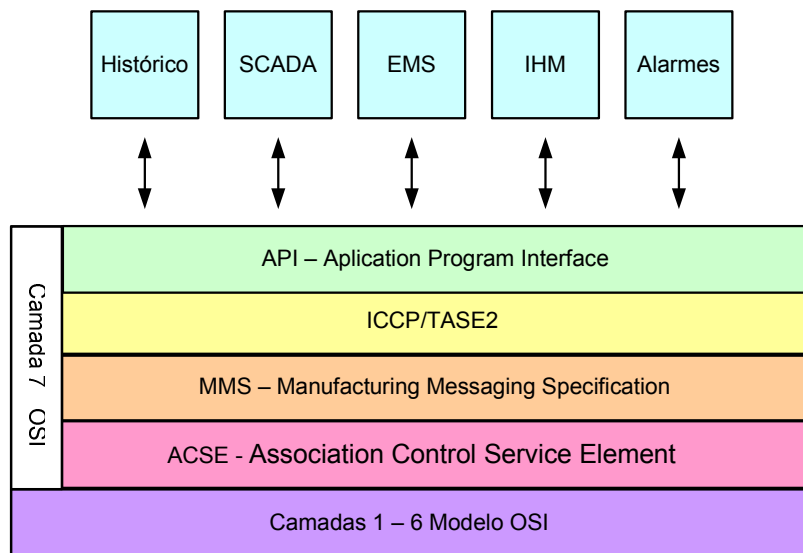 Histórico
SCADA
EMS
IHM
Alarmes
Camada 7 OSI
API – Aplication Program Interface
ICCP/TASE2
MMS – Manufacturing Messaging Specification
ACSE - Association Control Service Element
Camadas 1 – 6 Modelo OSI